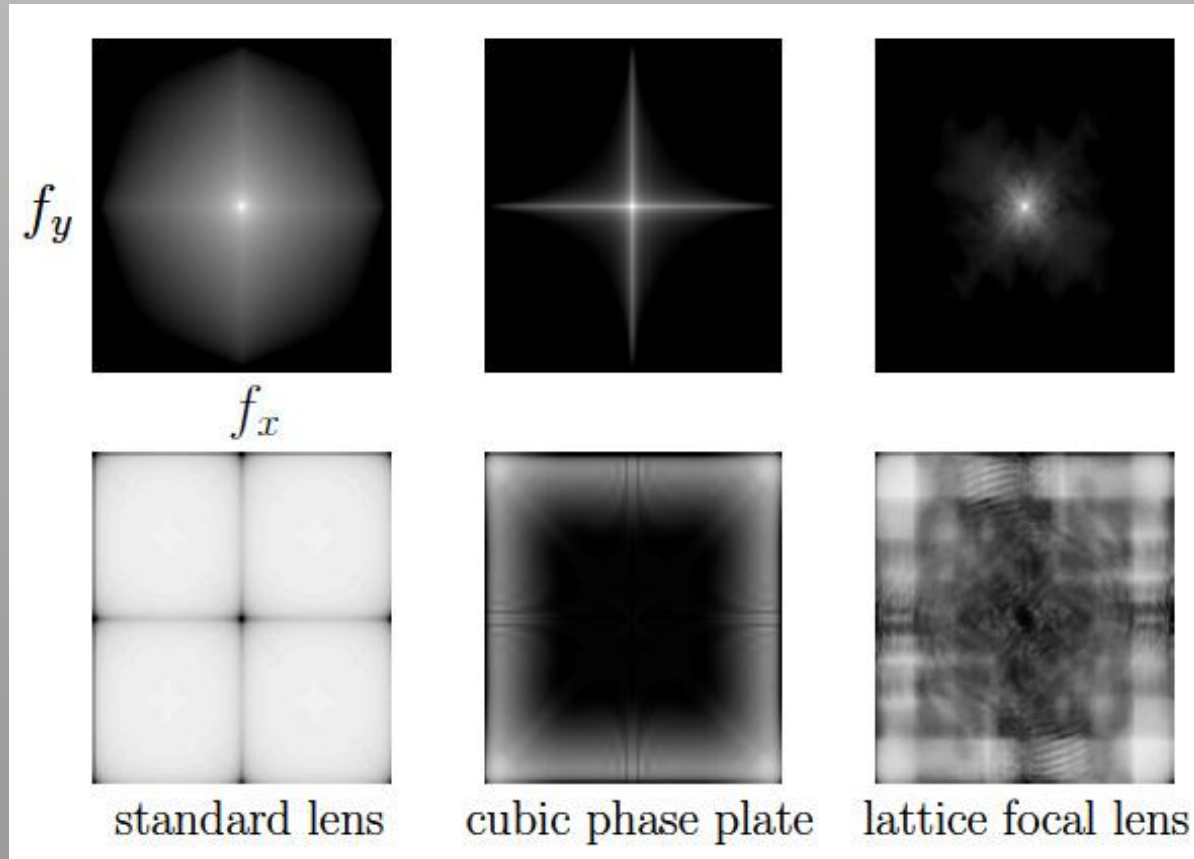 f_y
f_x
standard lens
cubic phase plate
lattice focal lens